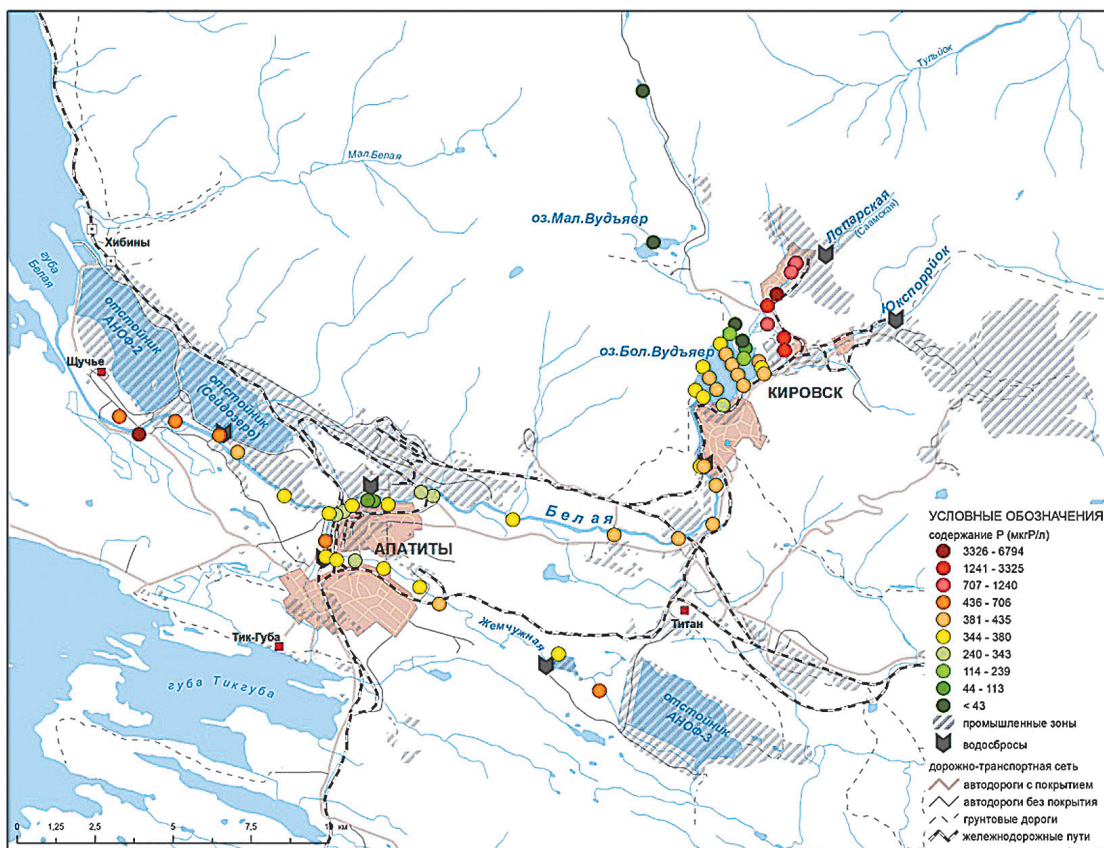 Тульйок
Мал.Белая
оз.Мал.Вудъявр
Лопарская
(Саамская)
Хибины
губа
Белая
Юкспоррйок
отстойник
АНОФ-2
оз.Бол.Вудъявр
Щучье
отстойник
(Сейдозеро)
КИРОВСК
Белая
АПАТИТЫ
Титан
Жемчужная
Тик-Губа
губа Тикгуба
отстойник
АНОФ-3
УСЛОВНЫЕ ОБОЗНАЧЕНИЯ
содержание P (мкгP/л)
3326 - 6794
1241 - 3325
707 - 1240
436 - 706
381 - 435
344 - 380
240 - 343
114 - 239
44 - 113
< 43
промышленные зоны
водосбросы
дорожно-транспортная сеть
автодороги с покрытием
автодороги без покрытия
грунтовые дороги
железнодорожные пути
0 1,25 2,5 5 7,5 км